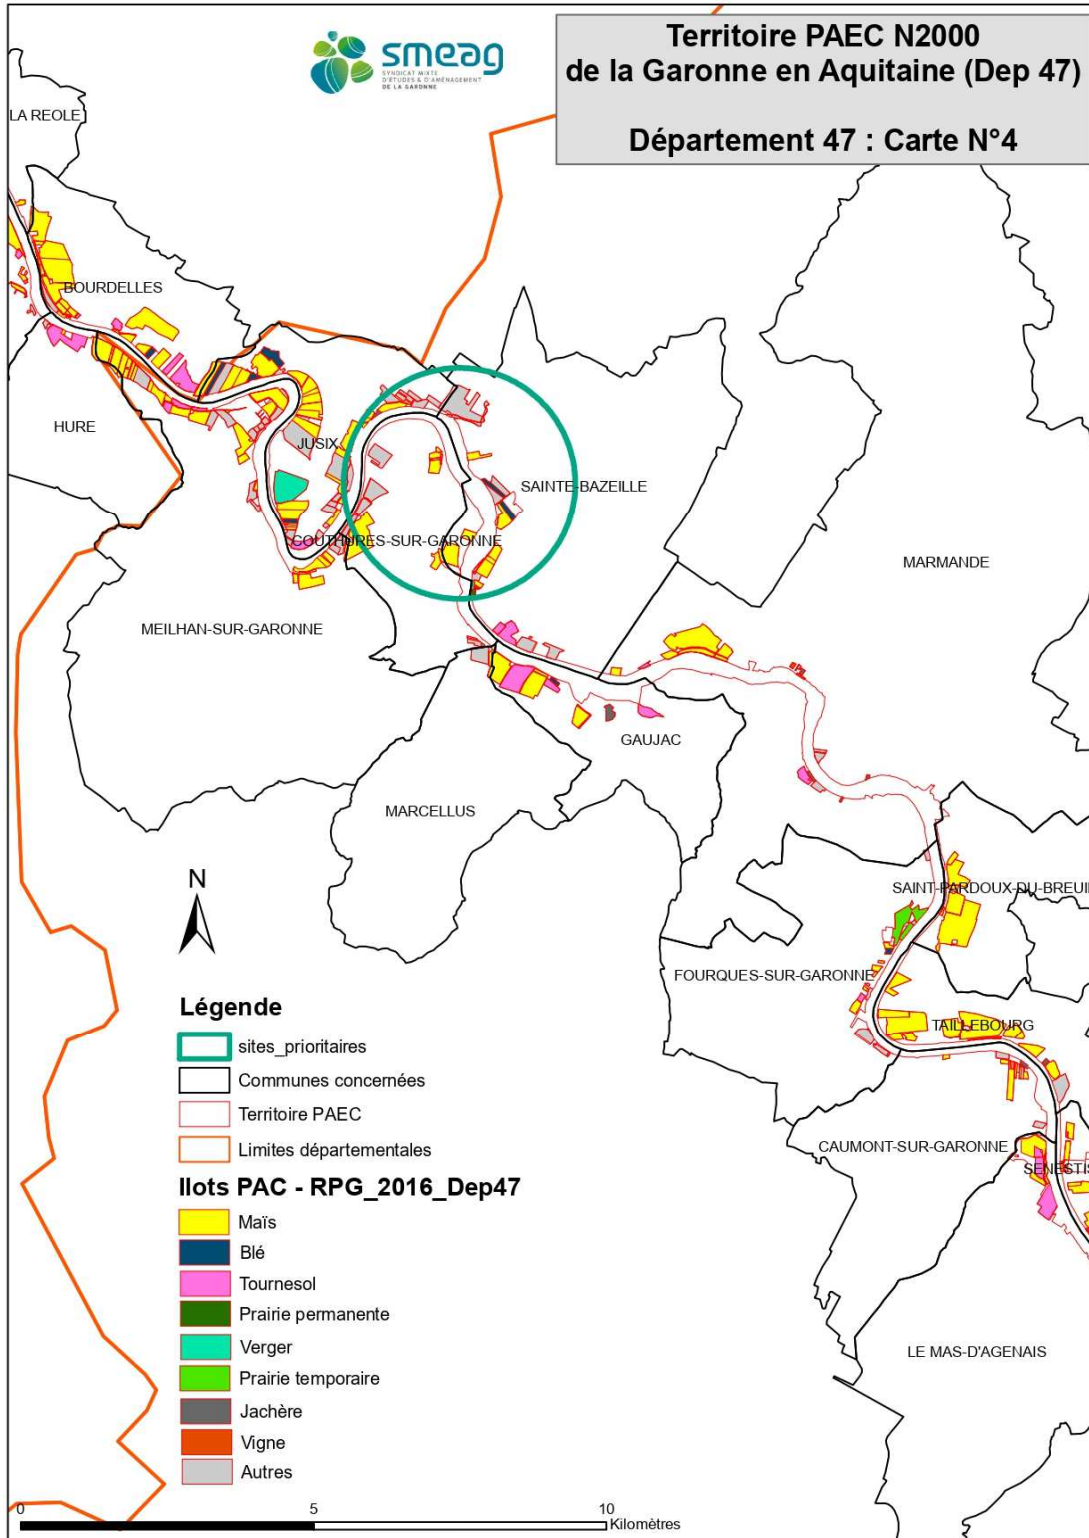 smeag
SYNDICAT MIXTE
D'ÉTUDES & D'AMÉNAGEMENT
DE LA GARONNE
Territoire PAEC N2000
de la Garonne en Aquitaine (Dep 47)
Département 47 : Carte N°4
LA REOLE
BOURDELLES
HURE
JUSIX
SAINTE-BAZEILLE
COUTHURES-SUR-GARONNE
MARMANDE
MEILHAN-SUR-GARONNE
GAUJAC
MARCELLUS
N
SAINT-PARDOUX-DU-BREUIL
FOURQUES-SUR-GARONNE
TAILLEBOURG
CAUMONT-SUR-GARONNE
SENESTIS
LE MAS-D'AGENAIS
Légende
sites_prioritaires
Communes concernées
Territoire PAEC
Limites départementales
Ilots PAC - RPG_2016_Dep47
Maïs
Blé
Tournesol
Prairie permanente
Verger
Prairie temporaire
Jachère
Vigne
Autres
0 5 10
Kilomètres